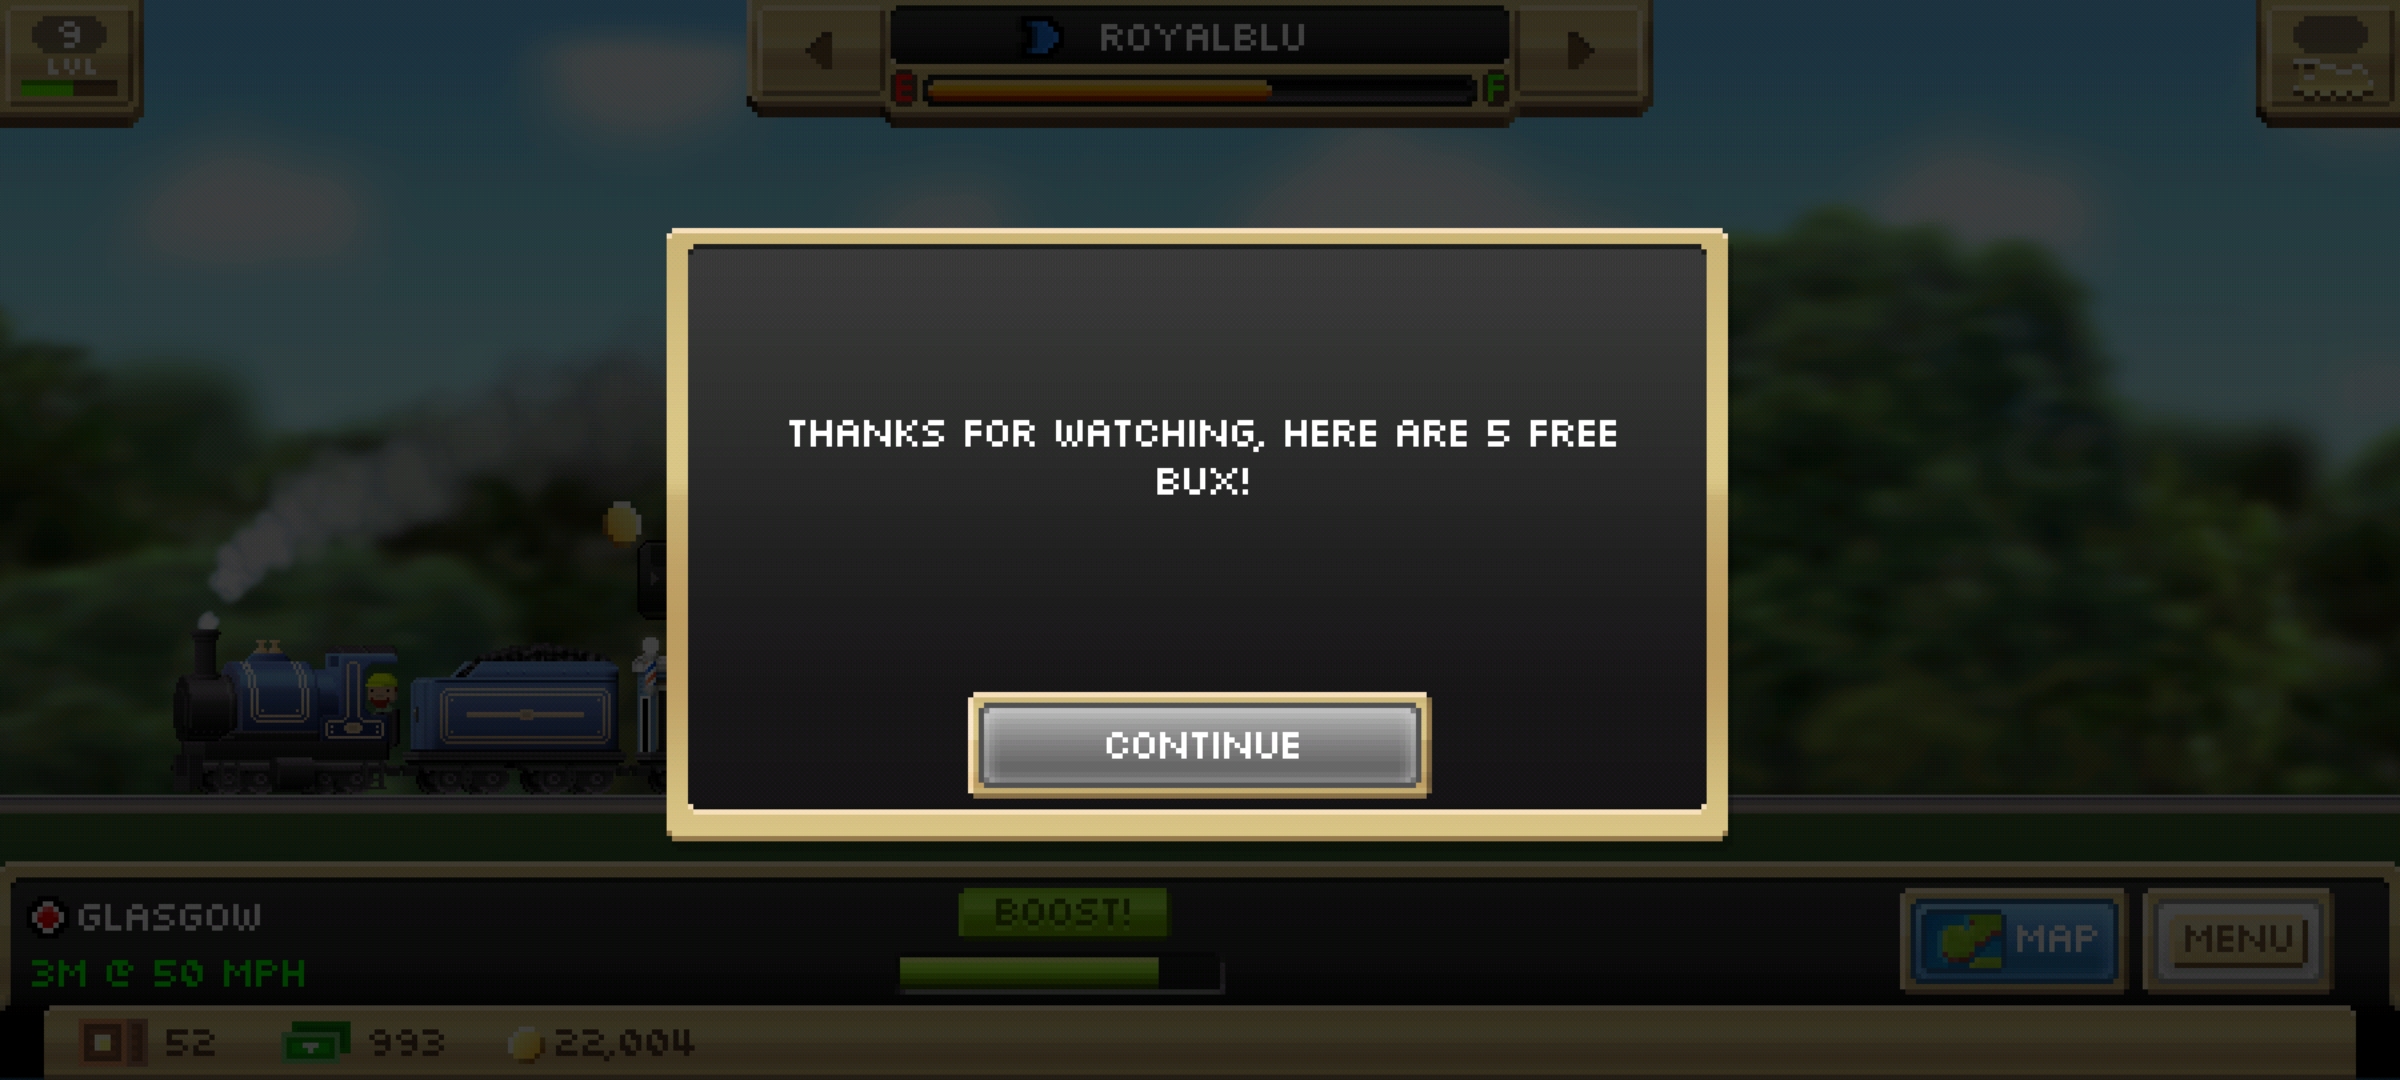 9
LVL
ROYALBLU
E F
THANKS FOR WATCHING, HERE ARE 5 FREE
BUX!
CONTINUE
GLASGOW
3M @ 50 MPH
BOOST!
MAP
MENU
52 993 22,004